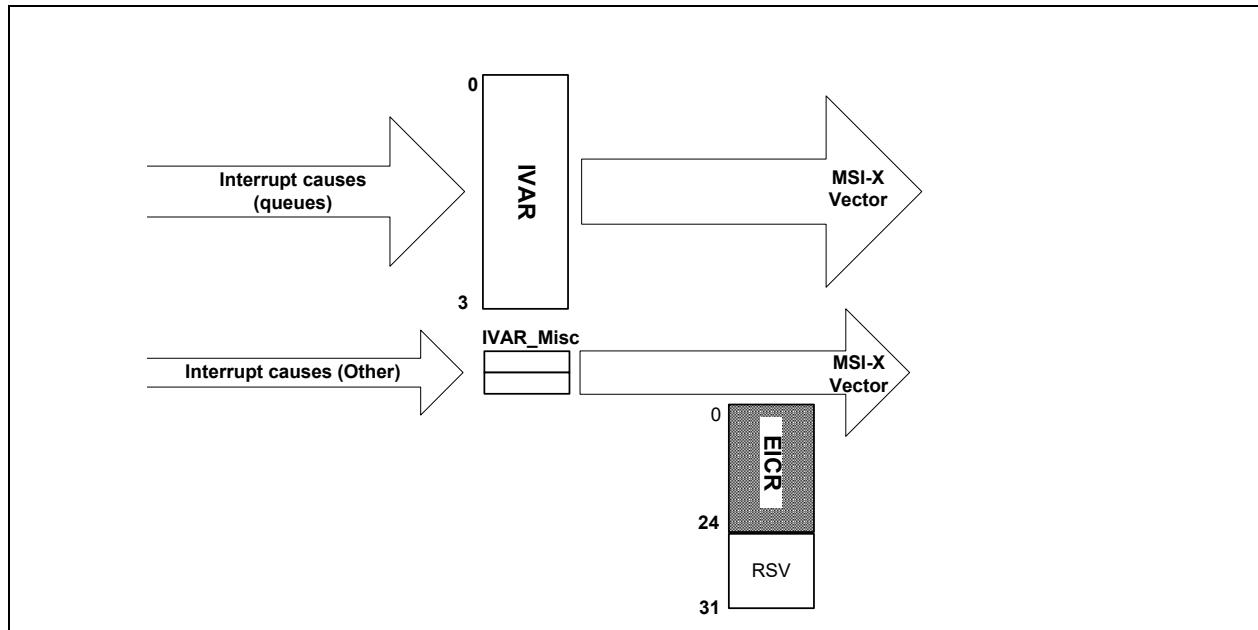 0
Interrupt causes
(queues)
IVAR
MSI-X
Vector
3
IVAR_Misc
Interrupt causes (Other)
MSI-X
Vector
0
EICR
24
RSV
31